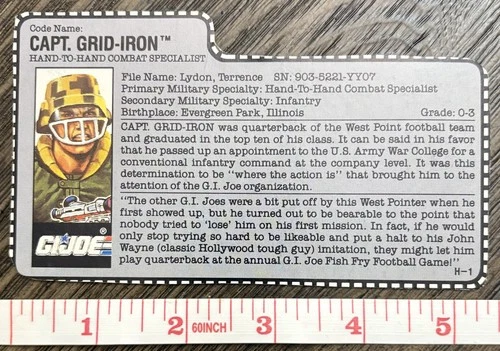 Code Name:
CAPT. GRID-IRON™
HAND-TO-HAND COMBAT SPECIALIST
File Name: Lydon, Terrence SN: 903-5221-YY07
Primary Military Specialty: Hand-To-Hand Combat Specialist
Secondary Military Specialty: Infantry
Birthplace: Evergreen Park, Illinois Grade: 0-3
CAPT. GRID-IRON was quarterback of the West Point football team
and graduated in the top ten of his class. It can be said in his favor
that he passed up an appointment to the U.S. Army War College for a
conventional infantry command at the company level. It was this
determination to be "where the action is" that brought him to the
attention of the G.I. Joe organization.
"The other G.I. Joes were a bit put off by this West Pointer when he
first showed up, but he turned out to be bearable to the point that
nobody tried to 'lose' him on his first mission. In fact, if he would
only stop trying so hard to be likeable and put a halt to his John
Wayne (classic Hollywood tough guy) imitation, they might let him
play quarterback at the annual G.I. Joe Fish Fry Football Game!"
H-1
G.I. JOE®
1 2 60INCH 3 4 5